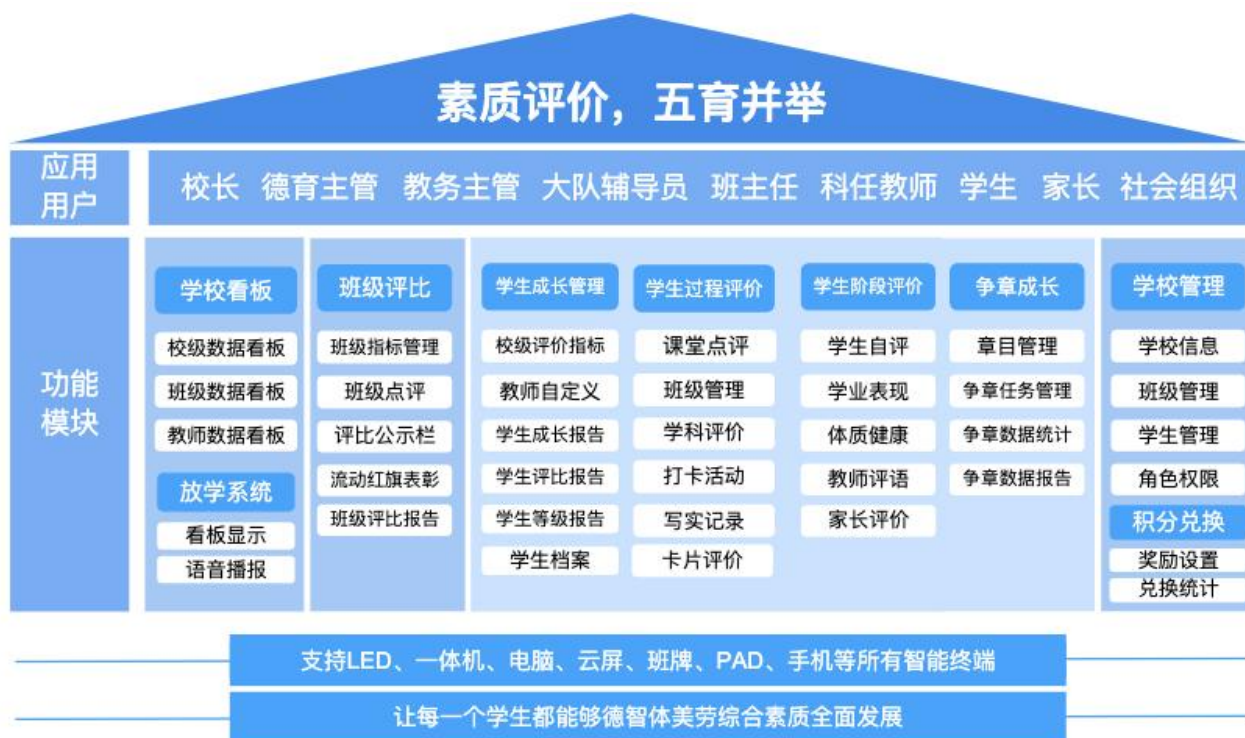 素质评价，五育并举
应用
用户
校长 德育主管 教务主管 大队辅导员 班主任 科任教师 学生 家长 社会组织
功能
模块
学校看板
校级数据看板
班级数据看板
教师数据看板
放学系统
看板显示
语音播报
班级评比
班级指标管理
班级点评
评比公示栏
流动红旗表彰
班级评比报告
学生成长管理
校级评价指标
教师自定义
学生成长报告
学生评比报告
学生等级报告
学生档案
学生过程评价
课堂点评
班级管理
学科评价
打卡活动
写实记录
卡片评价
学生阶段评价
学生自评
学业表现
体质健康
教师评语
家长评价
争章成长
章目管理
争章任务管理
争章数据统计
争章数据报告
学校管理
学校信息
班级管理
学生管理
角色权限
积分兑换
奖励设置
兑换统计
支持LED、一体机、电脑、云屏、班牌、PAD、手机等所有智能终端
让每一个学生都能够德智体美劳综合素质全面发展